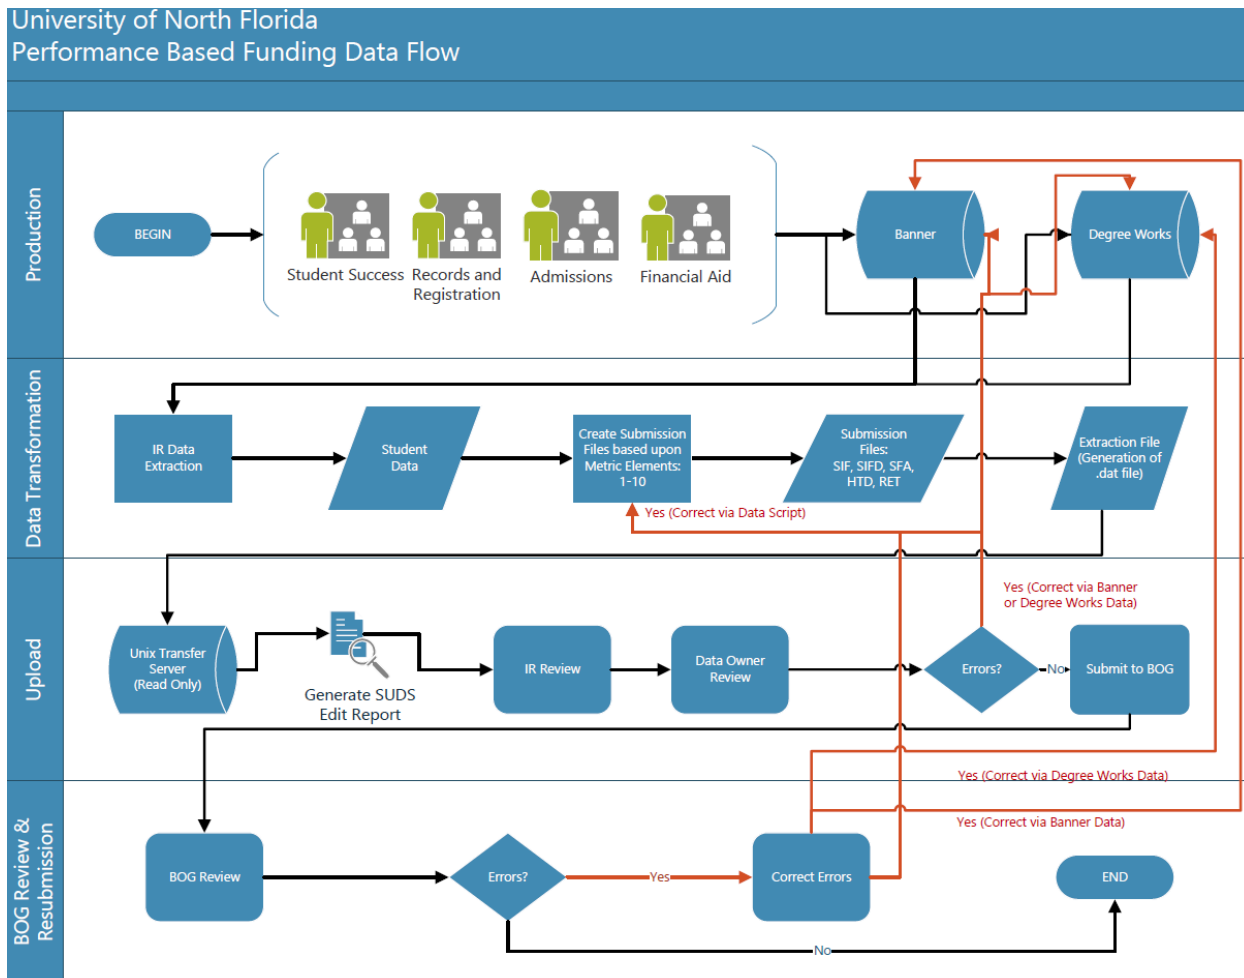 University of North Florida
Performance Based Funding Data Flow
Production
BEGIN
Student Success
Records and
Registration
Admissions
Financial Aid
Banner
Degree Works
Data Transformation
IR Data
Extraction
Student
Data
Create Submission
Files based upon
Metric Elements:
1-10
Submission
Files:
SIF, SIFD, SFA,
HTD, RET
Extraction File
(Generation of
.dat file)
Yes (Correct via Data Script)
Upload
Unix Transfer
Server
(Read Only)
Generate SUDS
Edit Report
IR Review
Data Owner
Review
Errors?
Yes (Correct via Banner
or Degree Works Data)
No
Submit to BOG
Yes (Correct via Degree Works Data)
Yes (Correct via Banner Data)
BOG Review &
Resubmission
BOG Review
Errors?
Yes
Correct Errors
END
No